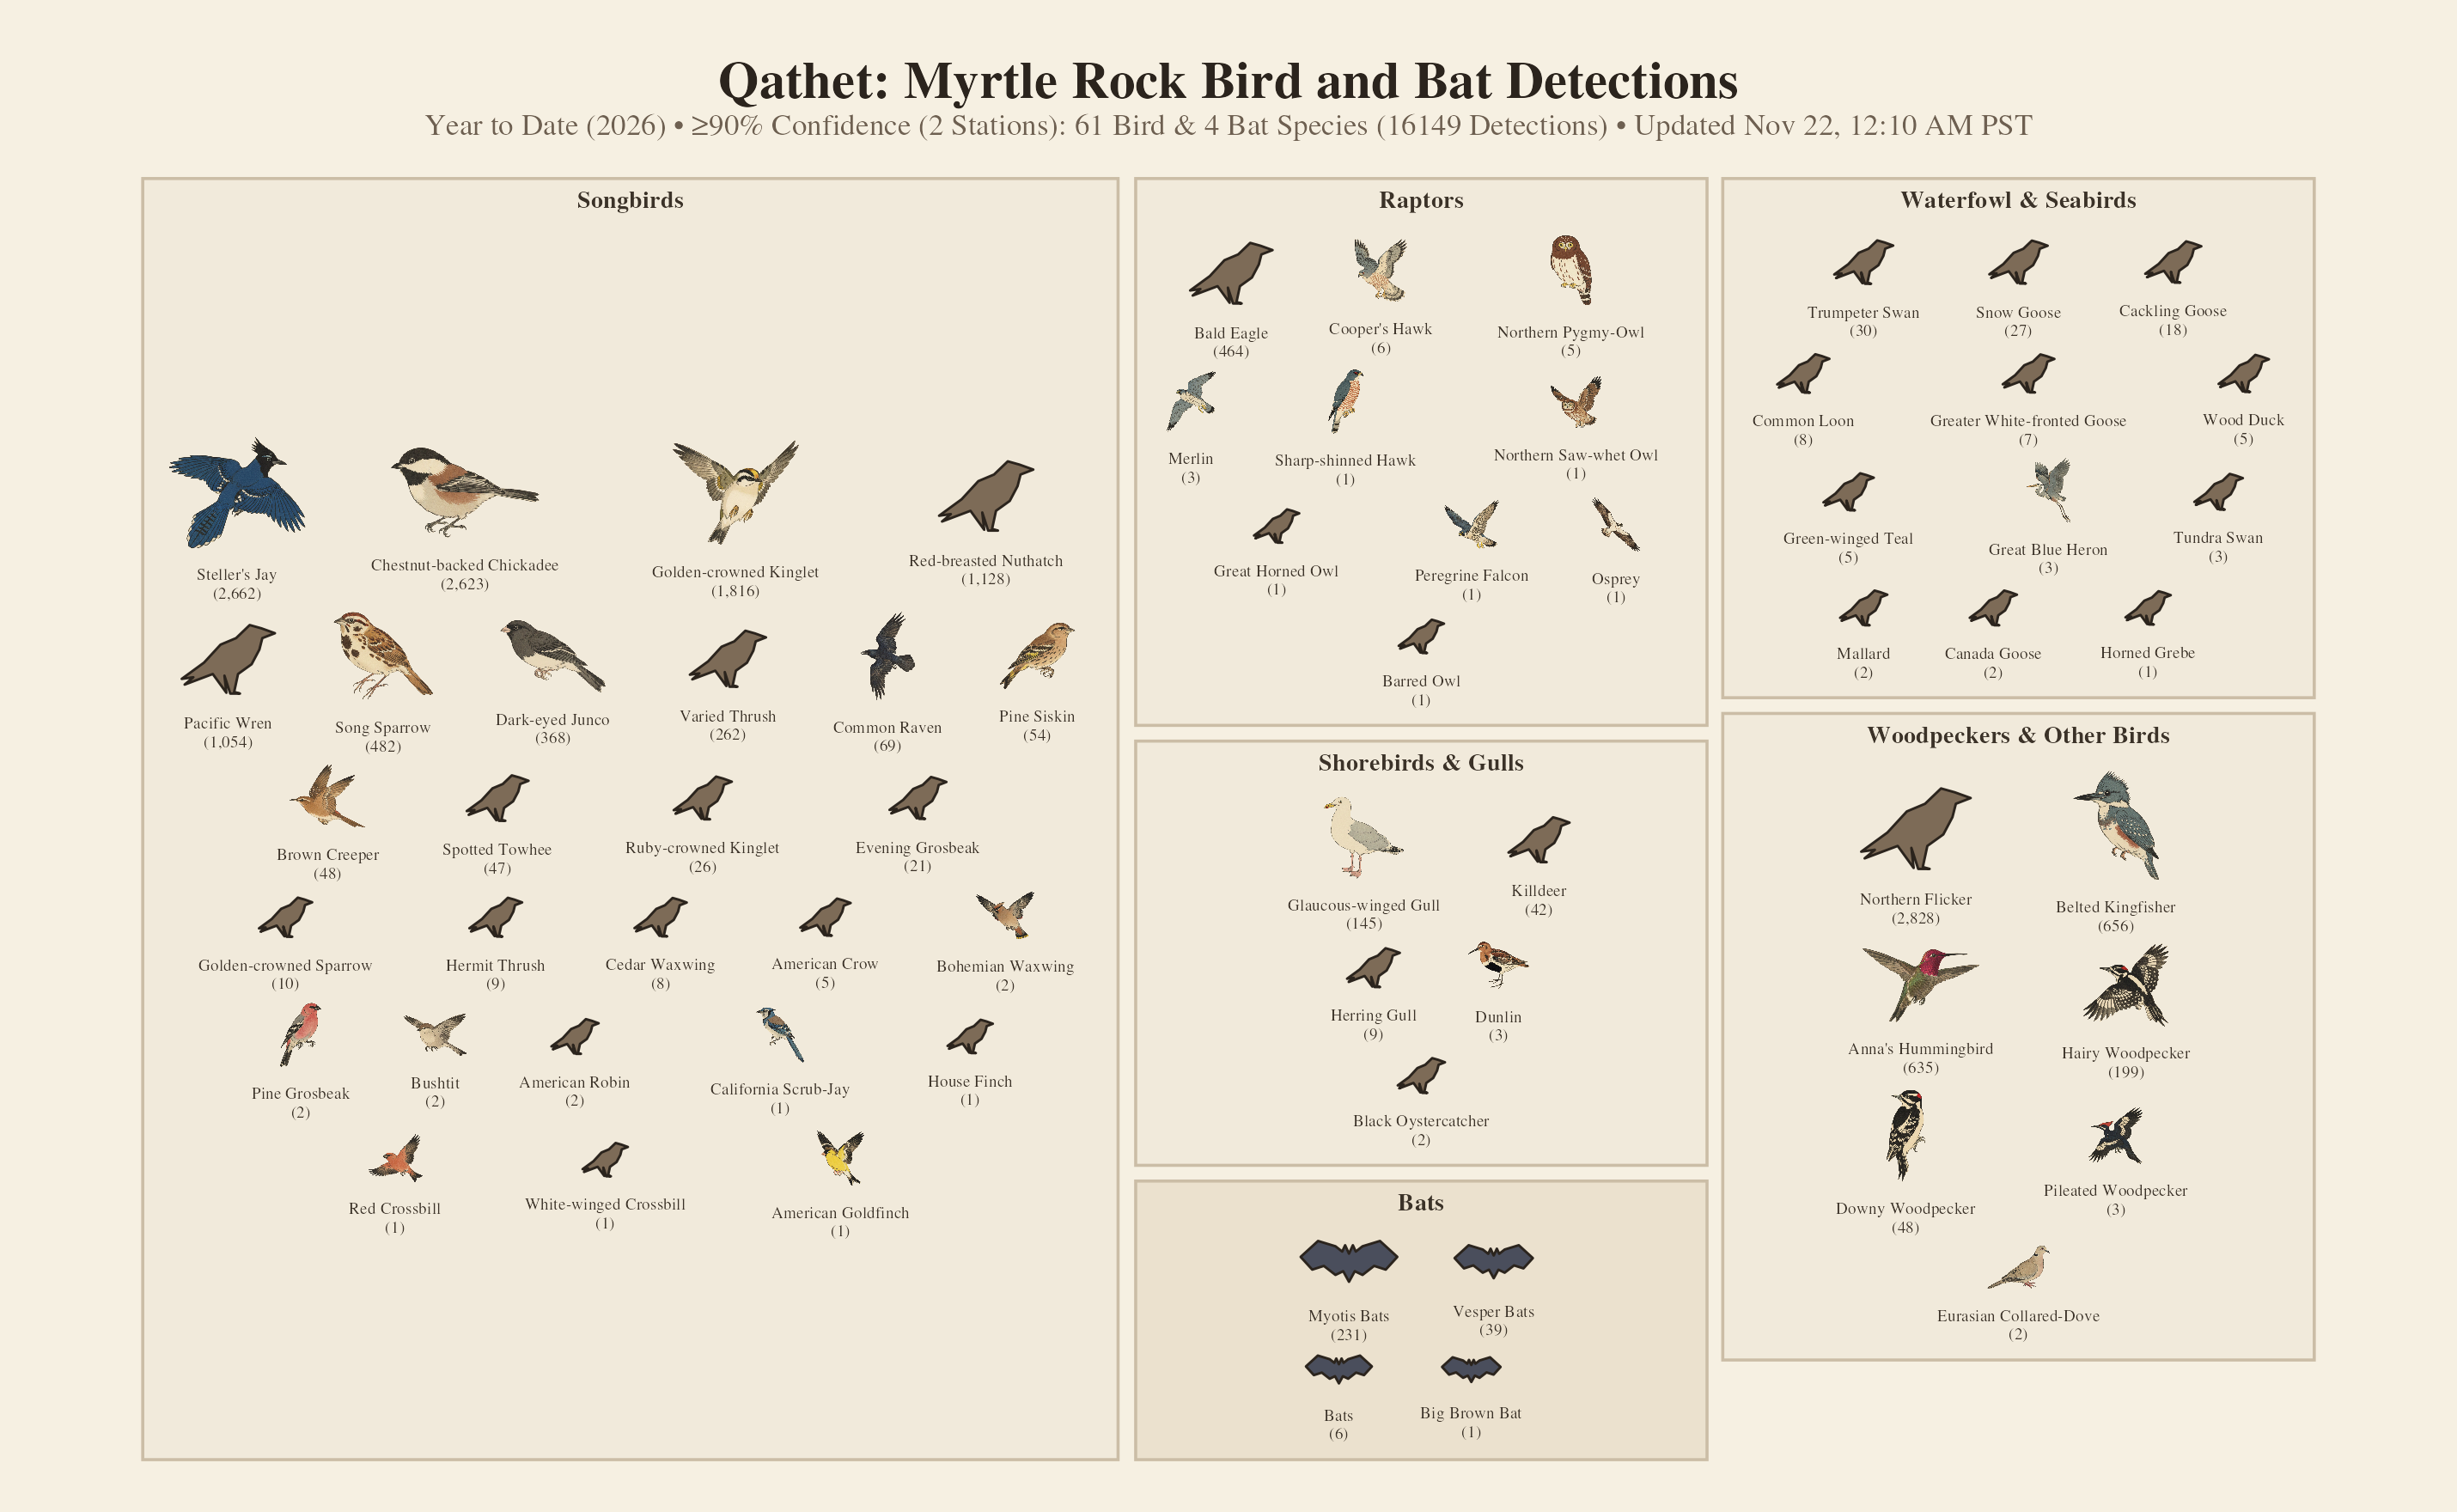 Qathet: Myrtle Rock Bird and Bat Detections
Year to Date (2026) • ≥90% Confidence (2 Stations): 61 Bird & 4 Bat Species (16149 Detections) • Updated Nov 22, 12:10 AM PST
Songbirds
Steller's Jay
(2,662)
Chestnut-backed Chickadee
(2,623)
Golden-crowned Kinglet
(1,816)
Red-breasted Nuthatch
(1,128)
Pacific Wren
(1,054)
Song Sparrow
(482)
Dark-eyed Junco
(368)
Varied Thrush
(262)
Common Raven
(69)
Pine Siskin
(54)
Brown Creeper
(48)
Spotted Towhee
(47)
Ruby-crowned Kinglet
(26)
Evening Grosbeak
(21)
Golden-crowned Sparrow
(10)
Hermit Thrush
(9)
Cedar Waxwing
(8)
American Crow
(5)
Bohemian Waxwing
(2)
Pine Grosbeak
(2)
Bushtit
(2)
American Robin
(2)
California Scrub-Jay
(1)
House Finch
(1)
Red Crossbill
(1)
White-winged Crossbill
(1)
American Goldfinch
(1)
Raptors
Bald Eagle
(464)
Cooper's Hawk
(6)
Northern Pygmy-Owl
(5)
Merlin
(3)
Sharp-shinned Hawk
(1)
Northern Saw-whet Owl
(1)
Great Horned Owl
(1)
Peregrine Falcon
(1)
Osprey
(1)
Barred Owl
(1)
Shorebirds & Gulls
Glaucous-winged Gull
(145)
Killdeer
(42)
Herring Gull
(9)
Dunlin
(3)
Black Oystercatcher
(2)
Bats
Myotis Bats
(231)
Vesper Bats
(39)
Bats
(6)
Big Brown Bat
(1)
Waterfowl & Seabirds
Trumpeter Swan
(30)
Snow Goose
(27)
Cackling Goose
(18)
Common Loon
(8)
Greater White-fronted Goose
(7)
Wood Duck
(5)
Green-winged Teal
(5)
Great Blue Heron
(3)
Tundra Swan
(3)
Mallard
(2)
Canada Goose
(2)
Horned Grebe
(1)
Woodpeckers & Other Birds
Northern Flicker
(2,828)
Belted Kingfisher
(656)
Anna's Hummingbird
(635)
Hairy Woodpecker
(199)
Downy Woodpecker
(48)
Pileated Woodpecker
(3)
Eurasian Collared-Dove
(2)